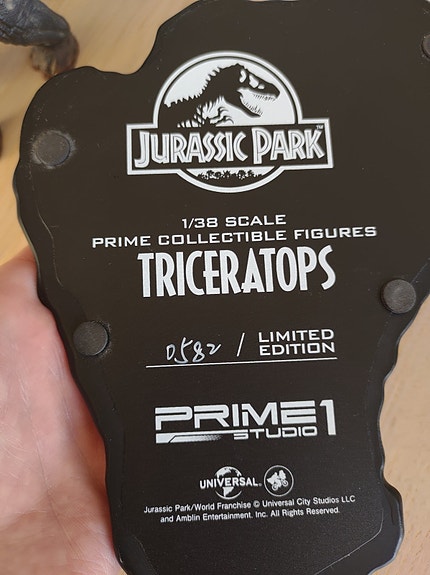 JURASSIC PARK™
1/38 SCALE
PRIME COLLECTIBLE FIGURES
TRICERATOPS
0582 / LIMITED
EDITION
PRIME 1
STUDIO
UNIVERSAL
Jurassic Park/World Franchise © Universal City Studios LLC
and Amblin Entertainment, Inc. All Rights Reserved.